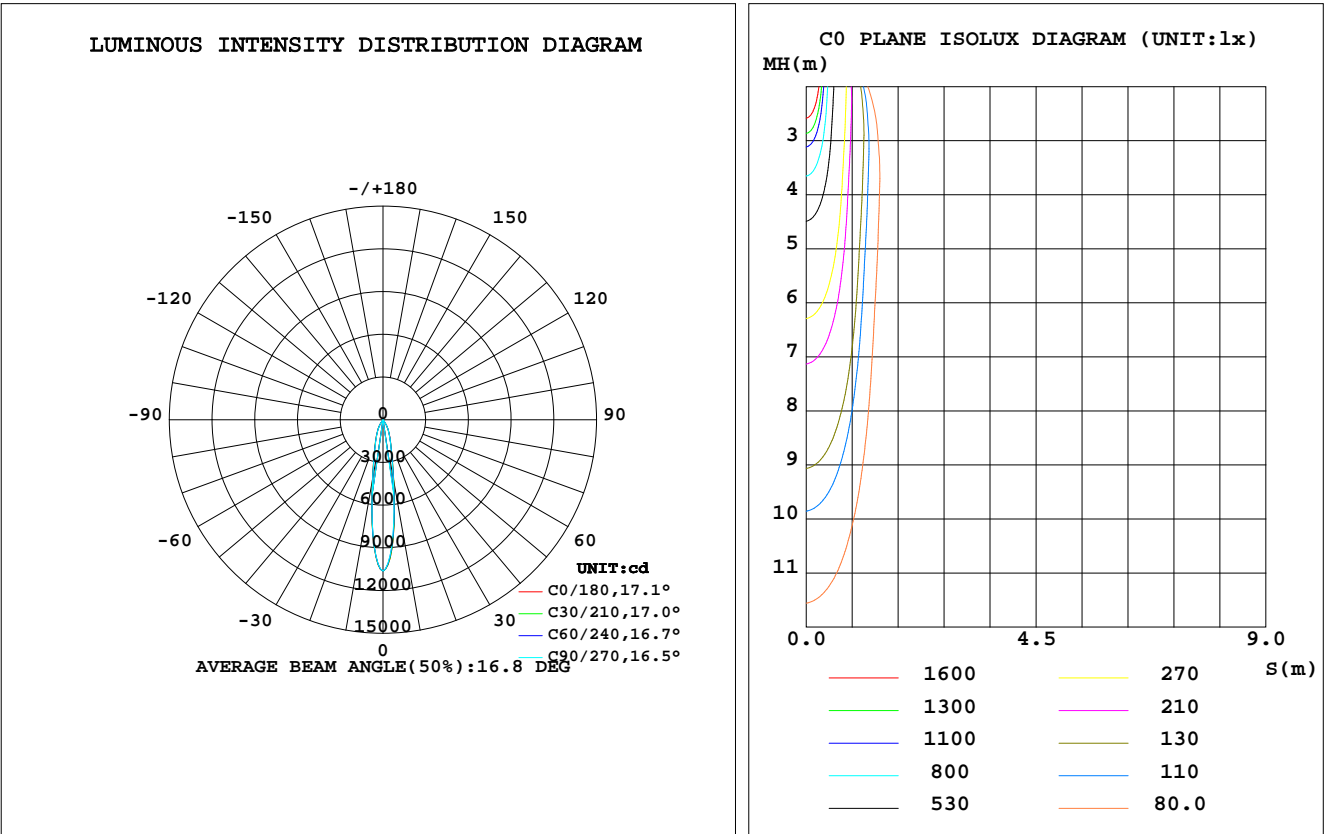 LUMINOUS INTENSITY DISTRIBUTION DIAGRAM
-/+180
-150 150
-120 120
-90 90
-60 60
-30 30
0
0
3000
6000
9000
12000
15000
UNIT:cd
C0/180,17.1°
C30/210,17.0°
C60/240,16.7°
C90/270,16.5°
AVERAGE BEAM ANGLE(50%):16.8 DEG
C0 PLANE ISOLUX DIAGRAM (UNIT:lx)
MH(m)
3
4
5
6
7
8
9
10
11
0.0 4.5 9.0
S(m)
1600 270
1300 210
1100 130
800 110
530 80.0